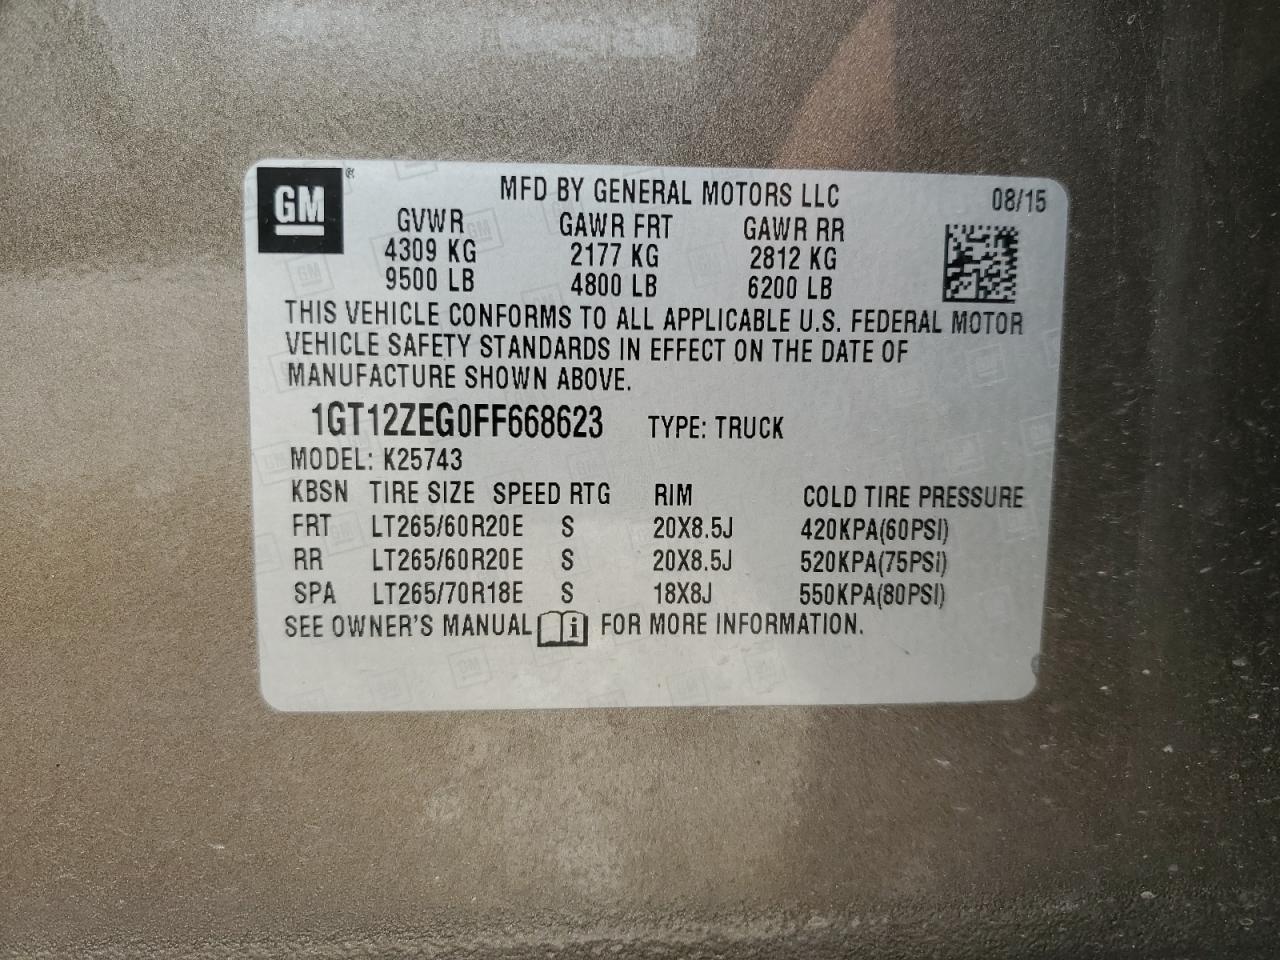 GM®
MFD BY GENERAL MOTORS LLC 08/15
GVWR GAWR FRT GAWR RR
4309 KG 2177 KG 2812 KG
9500 LB 4800 LB 6200 LB
THIS VEHICLE CONFORMS TO ALL APPLICABLE U.S. FEDERAL MOTOR
VEHICLE SAFETY STANDARDS IN EFFECT ON THE DATE OF
MANUFACTURE SHOWN ABOVE.
1GT12ZEG0FF668623 TYPE: TRUCK
MODEL: K25743
KBSN TIRE SIZE SPEED RTG RIM COLD TIRE PRESSURE
FRT LT265/60R20E S 20X8.5J 420KPA(60PSI)
RR LT265/60R20E S 20X8.5J 520KPA(75PSI)
SPA LT265/70R18E S 18X8J 550KPA(80PSI)
SEE OWNER'S MANUAL i FOR MORE INFORMATION.